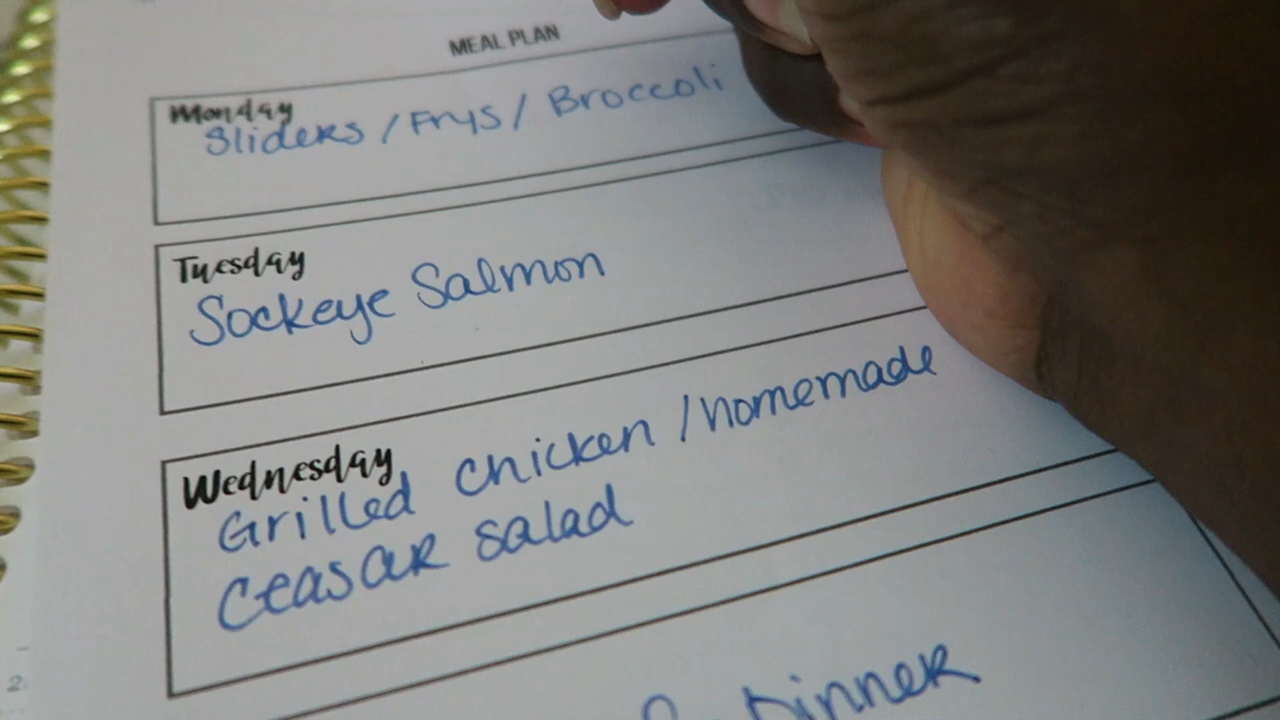 MEAL PLAN
Monday
Sliders / Frys / Broccoli
Tuesday
Sockeye Salmon
Wednesday
Grilled chicken / homemade
Ceasar salad
Dinner